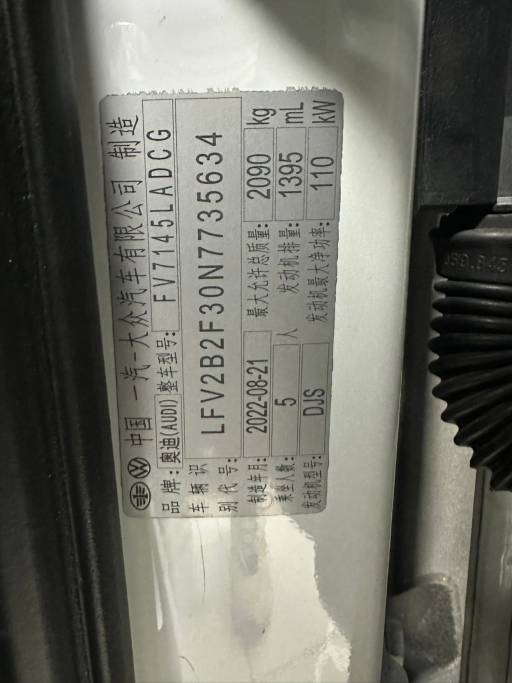 中国 一汽-大众汽车有限公司 制造
品牌: 奥迪(AUDI) 整车型号: FV7145LADCG
车辆识别代号: LFV2B2F30N7735634
制造年月: 2022-08-21 最大允许总质量: 2090 kg
乘坐人数: 5 人 发动机排量: 1395 mL
发动机型号: DJS 发动机最大净功率: 110 kW